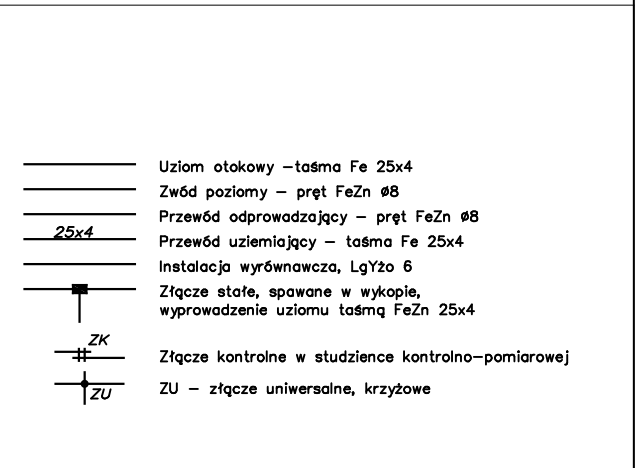 Uziom otokowy -taśma Fe 25x4
Zwód poziomy - pręt FeZn ø8
Przewód odprowadzający - pręt FeZn ø8
25x4
Przewód uziemiający - taśma Fe 25x4
Instalacja wyrównawcza, LgYżo 6
Złącze stałe, spawane w wykopie,
wyprowadzenie uziomu taśmą FeZn 25x4
ZK
Złącze kontrolne w studzience kontrolno-pomiarowej
ZU
ZU - złącze uniwersalne, krzyżowe